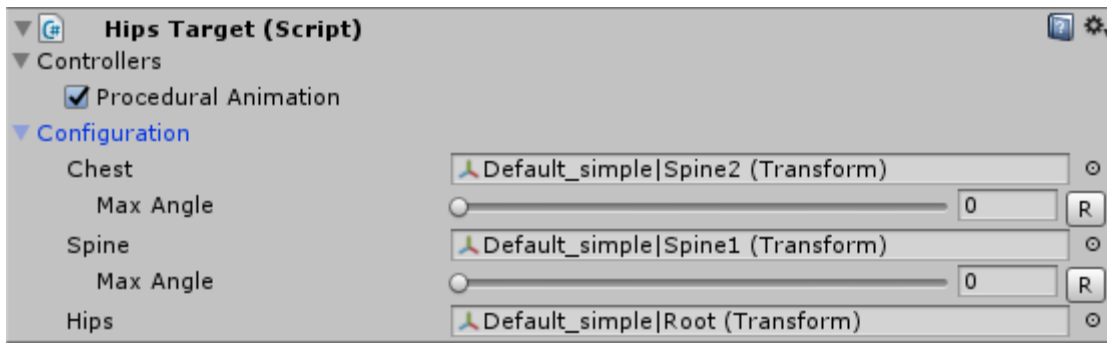 Hips Target (Script)
Controllers
Procedural Animation
Configuration
Chest Default_simple|Spine2 (Transform)
Max Angle 0 R
Spine Default_simple|Spine1 (Transform)
Max Angle 0 R
Hips Default_simple|Root (Transform)